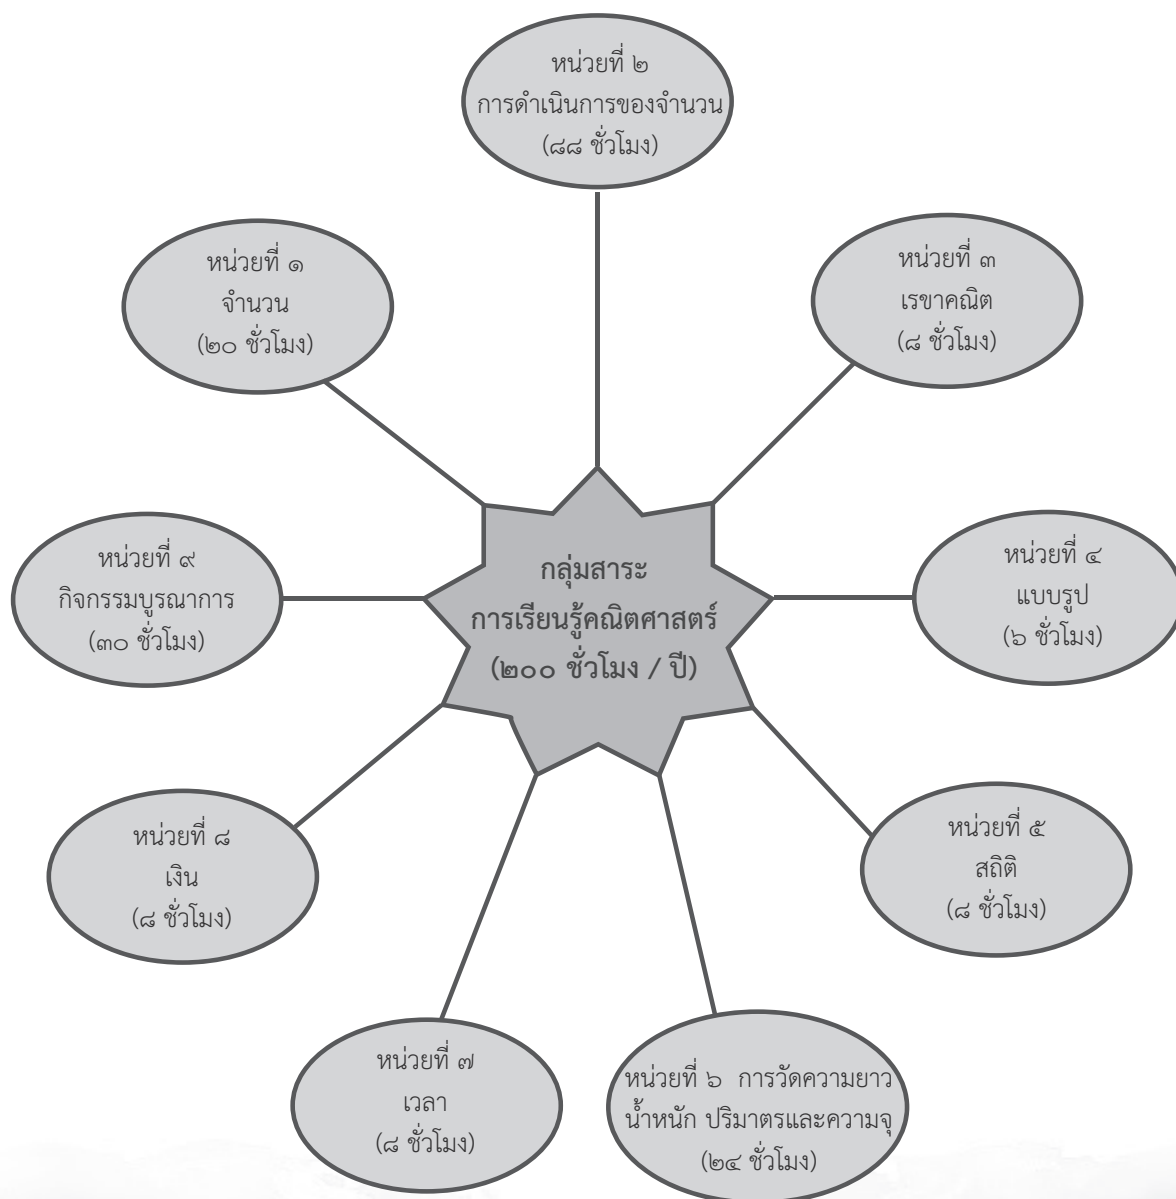 หน่วยที่ ๒
การดำเนินการของจำนวน
(๘๘ ชั่วโมง)
หน่วยที่ ๑
จำนวน
(๒๐ ชั่วโมง)
หน่วยที่ ๓
เรขาคณิต
(๘ ชั่วโมง)
หน่วยที่ ๙
กิจกรรมบูรณาการ
(๓๐ ชั่วโมง)
กลุ่มสาระ
การเรียนรู้คณิตศาสตร์
(๒๐๐ ชั่วโมง / ปี)
หน่วยที่ ๔
แบบรูป
(๖ ชั่วโมง)
หน่วยที่ ๘
เงิน
(๘ ชั่วโมง)
หน่วยที่ ๕
สถิติ
(๘ ชั่วโมง)
หน่วยที่ ๗
เวลา
(๘ ชั่วโมง)
หน่วยที่ ๖ การวัดความยาว
น้ำหนัก ปริมาตรและความจุ
(๒๔ ชั่วโมง)